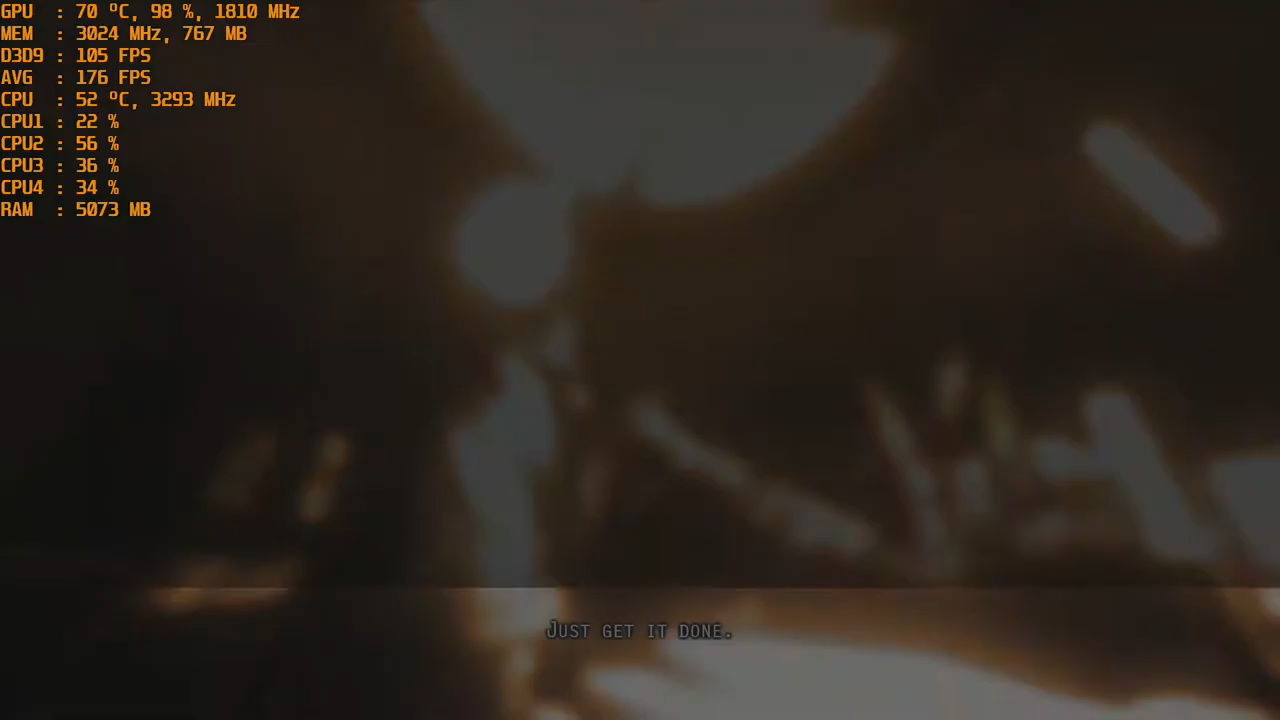 GPU : 70 °C, 98 %, 1810 MHz
MEM : 3024 MHz, 767 MB
D3D9 : 105 FPS
AVG : 176 FPS
CPU : 52 °C, 3293 MHz
CPU1 : 22 %
CPU2 : 56 %
CPU3 : 36 %
CPU4 : 34 %
RAM : 5073 MB
Just get it done.